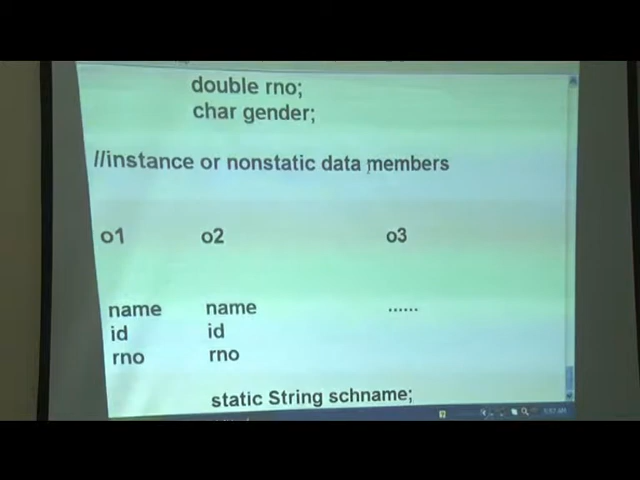 double rno;
char gender;
//instance or nonstatic data members
o1 o2 o3
name name ......
id id
rno rno
static String schname;